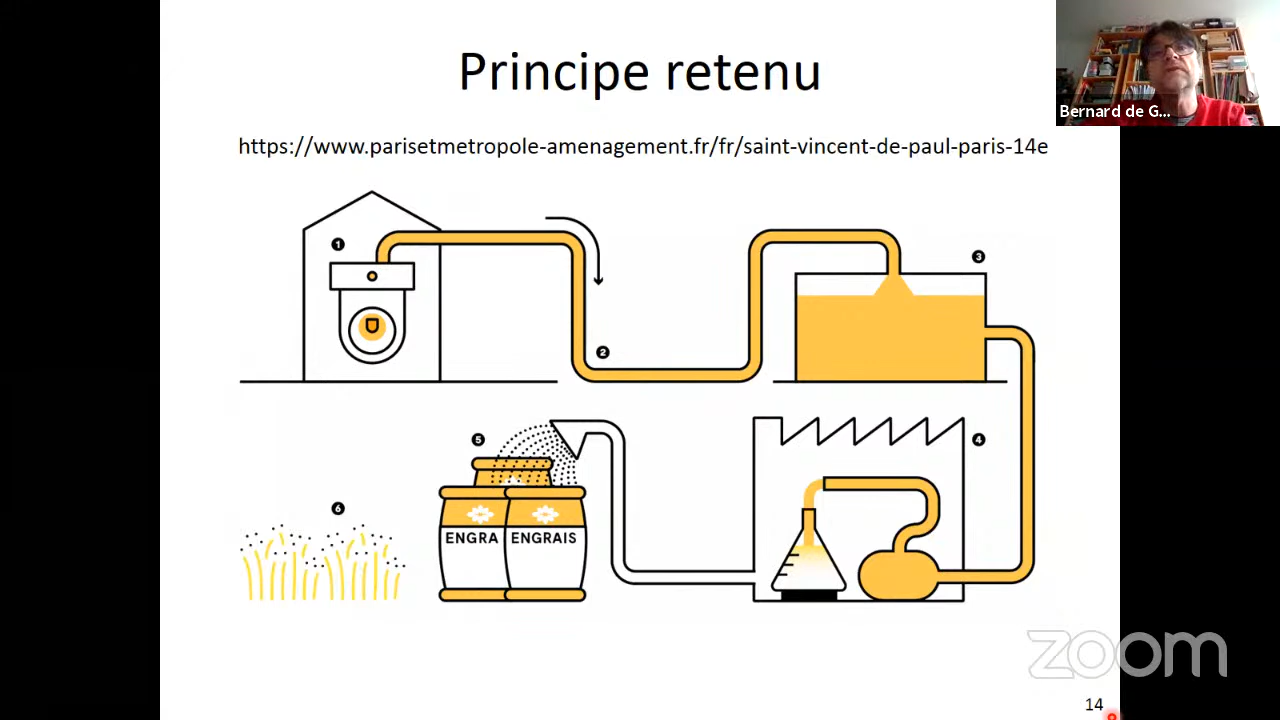 Principe retenu
Bernard de G...
https://www.parisetmetropole-amenagement.fr/fr/saint-vincent-de-paul-paris-14e
1
3
2
5
4
6
ENGRA
ENGRAIS
zoom
14